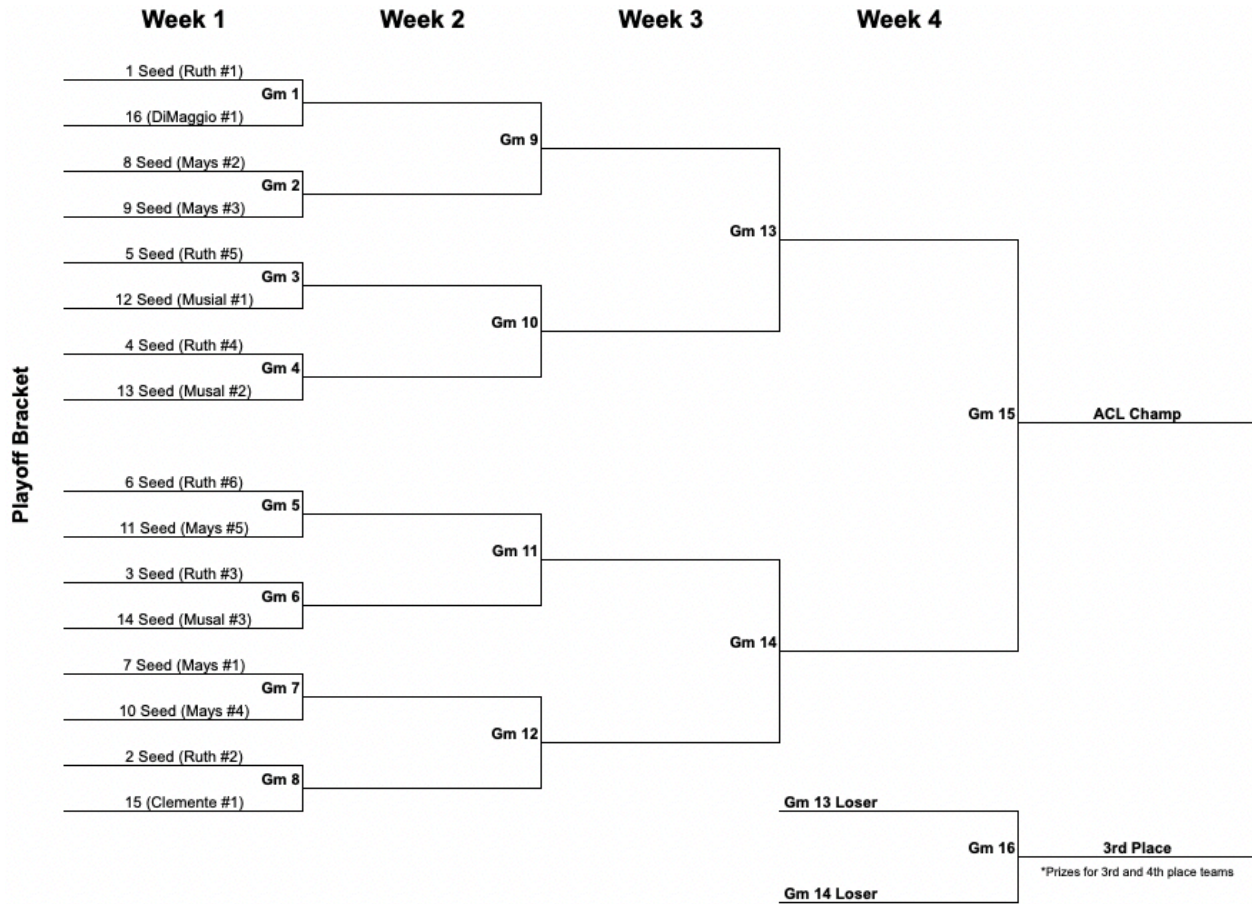 Week 1
Week 2
Week 3
Week 4
Playoff Bracket
1 Seed (Ruth #1)
Gm 1
16 (DiMaggio #1)
8 Seed (Mays #2)
Gm 2
9 Seed (Mays #3)
5 Seed (Ruth #5)
Gm 3
12 Seed (Musial #1)
4 Seed (Ruth #4)
Gm 4
13 Seed (Musal #2)
6 Seed (Ruth #6)
Gm 5
11 Seed (Mays #5)
3 Seed (Ruth #3)
Gm 6
14 Seed (Musal #3)
7 Seed (Mays #1)
Gm 7
10 Seed (Mays #4)
2 Seed (Ruth #2)
Gm 8
15 (Clemente #1)
Gm 9
Gm 10
Gm 11
Gm 12
Gm 13
Gm 14
Gm 15
ACL Champ
Gm 13 Loser
Gm 16
Gm 14 Loser
3rd Place
*Prizes for 3rd and 4th place teams